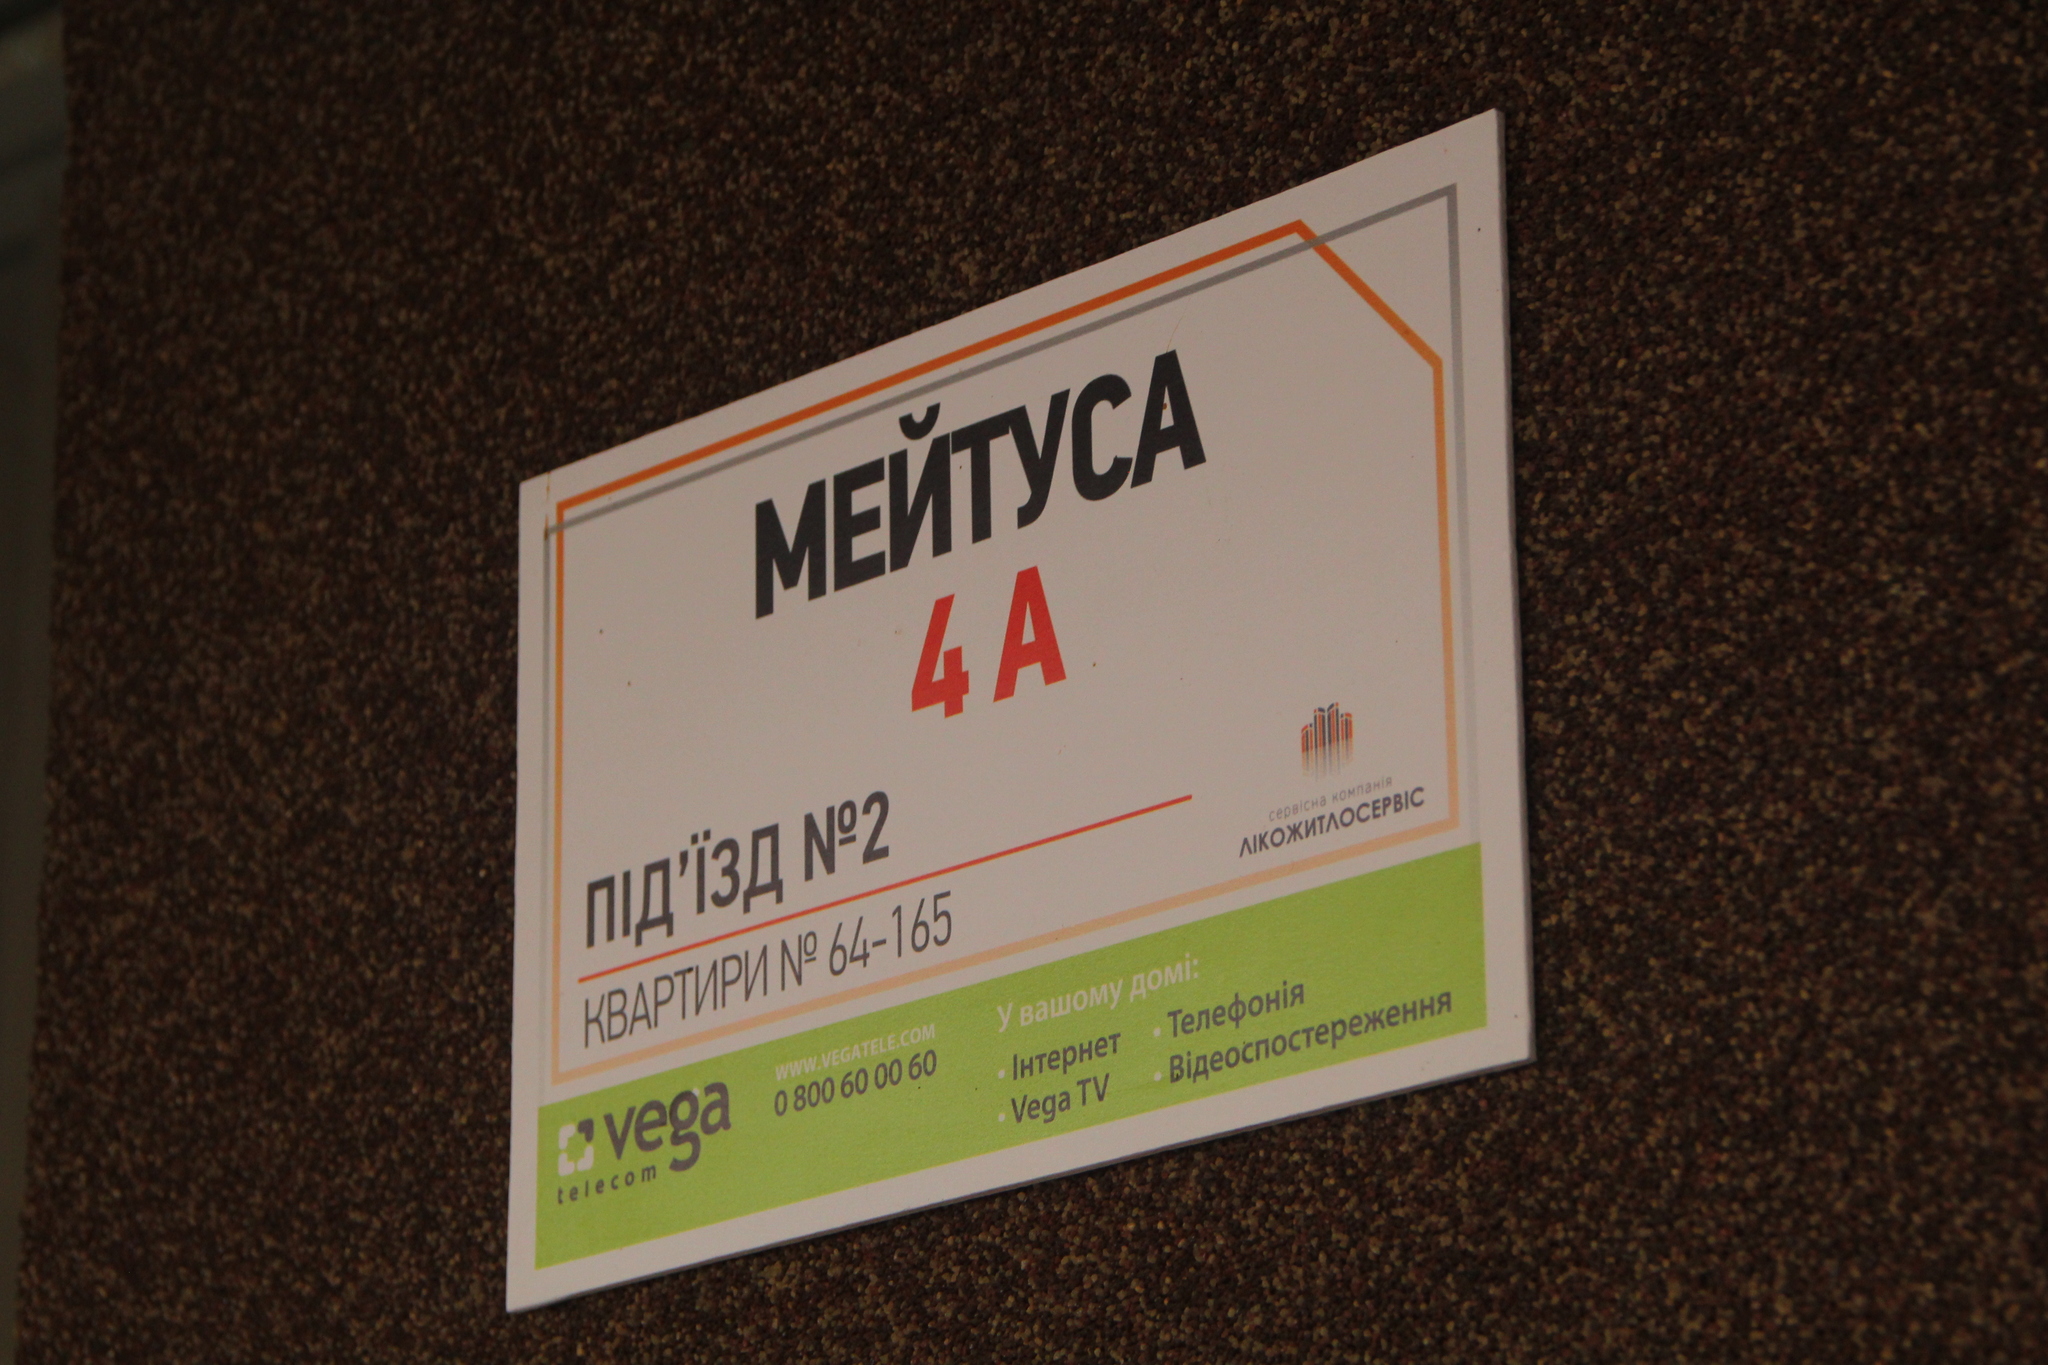 МЕЙТУСА
4 А
ПІД'ЇЗД №2
КВАРТИРИ № 64-165
сервісна компанія
ЛІКОЖИТЛОСЕРВІС
vega
telecom
WWW.VEGATELE.COM
0 800 60 00 60
У вашому домі:
• Інтернет
• Vega TV
• Телефонія
• Відеоспостереження